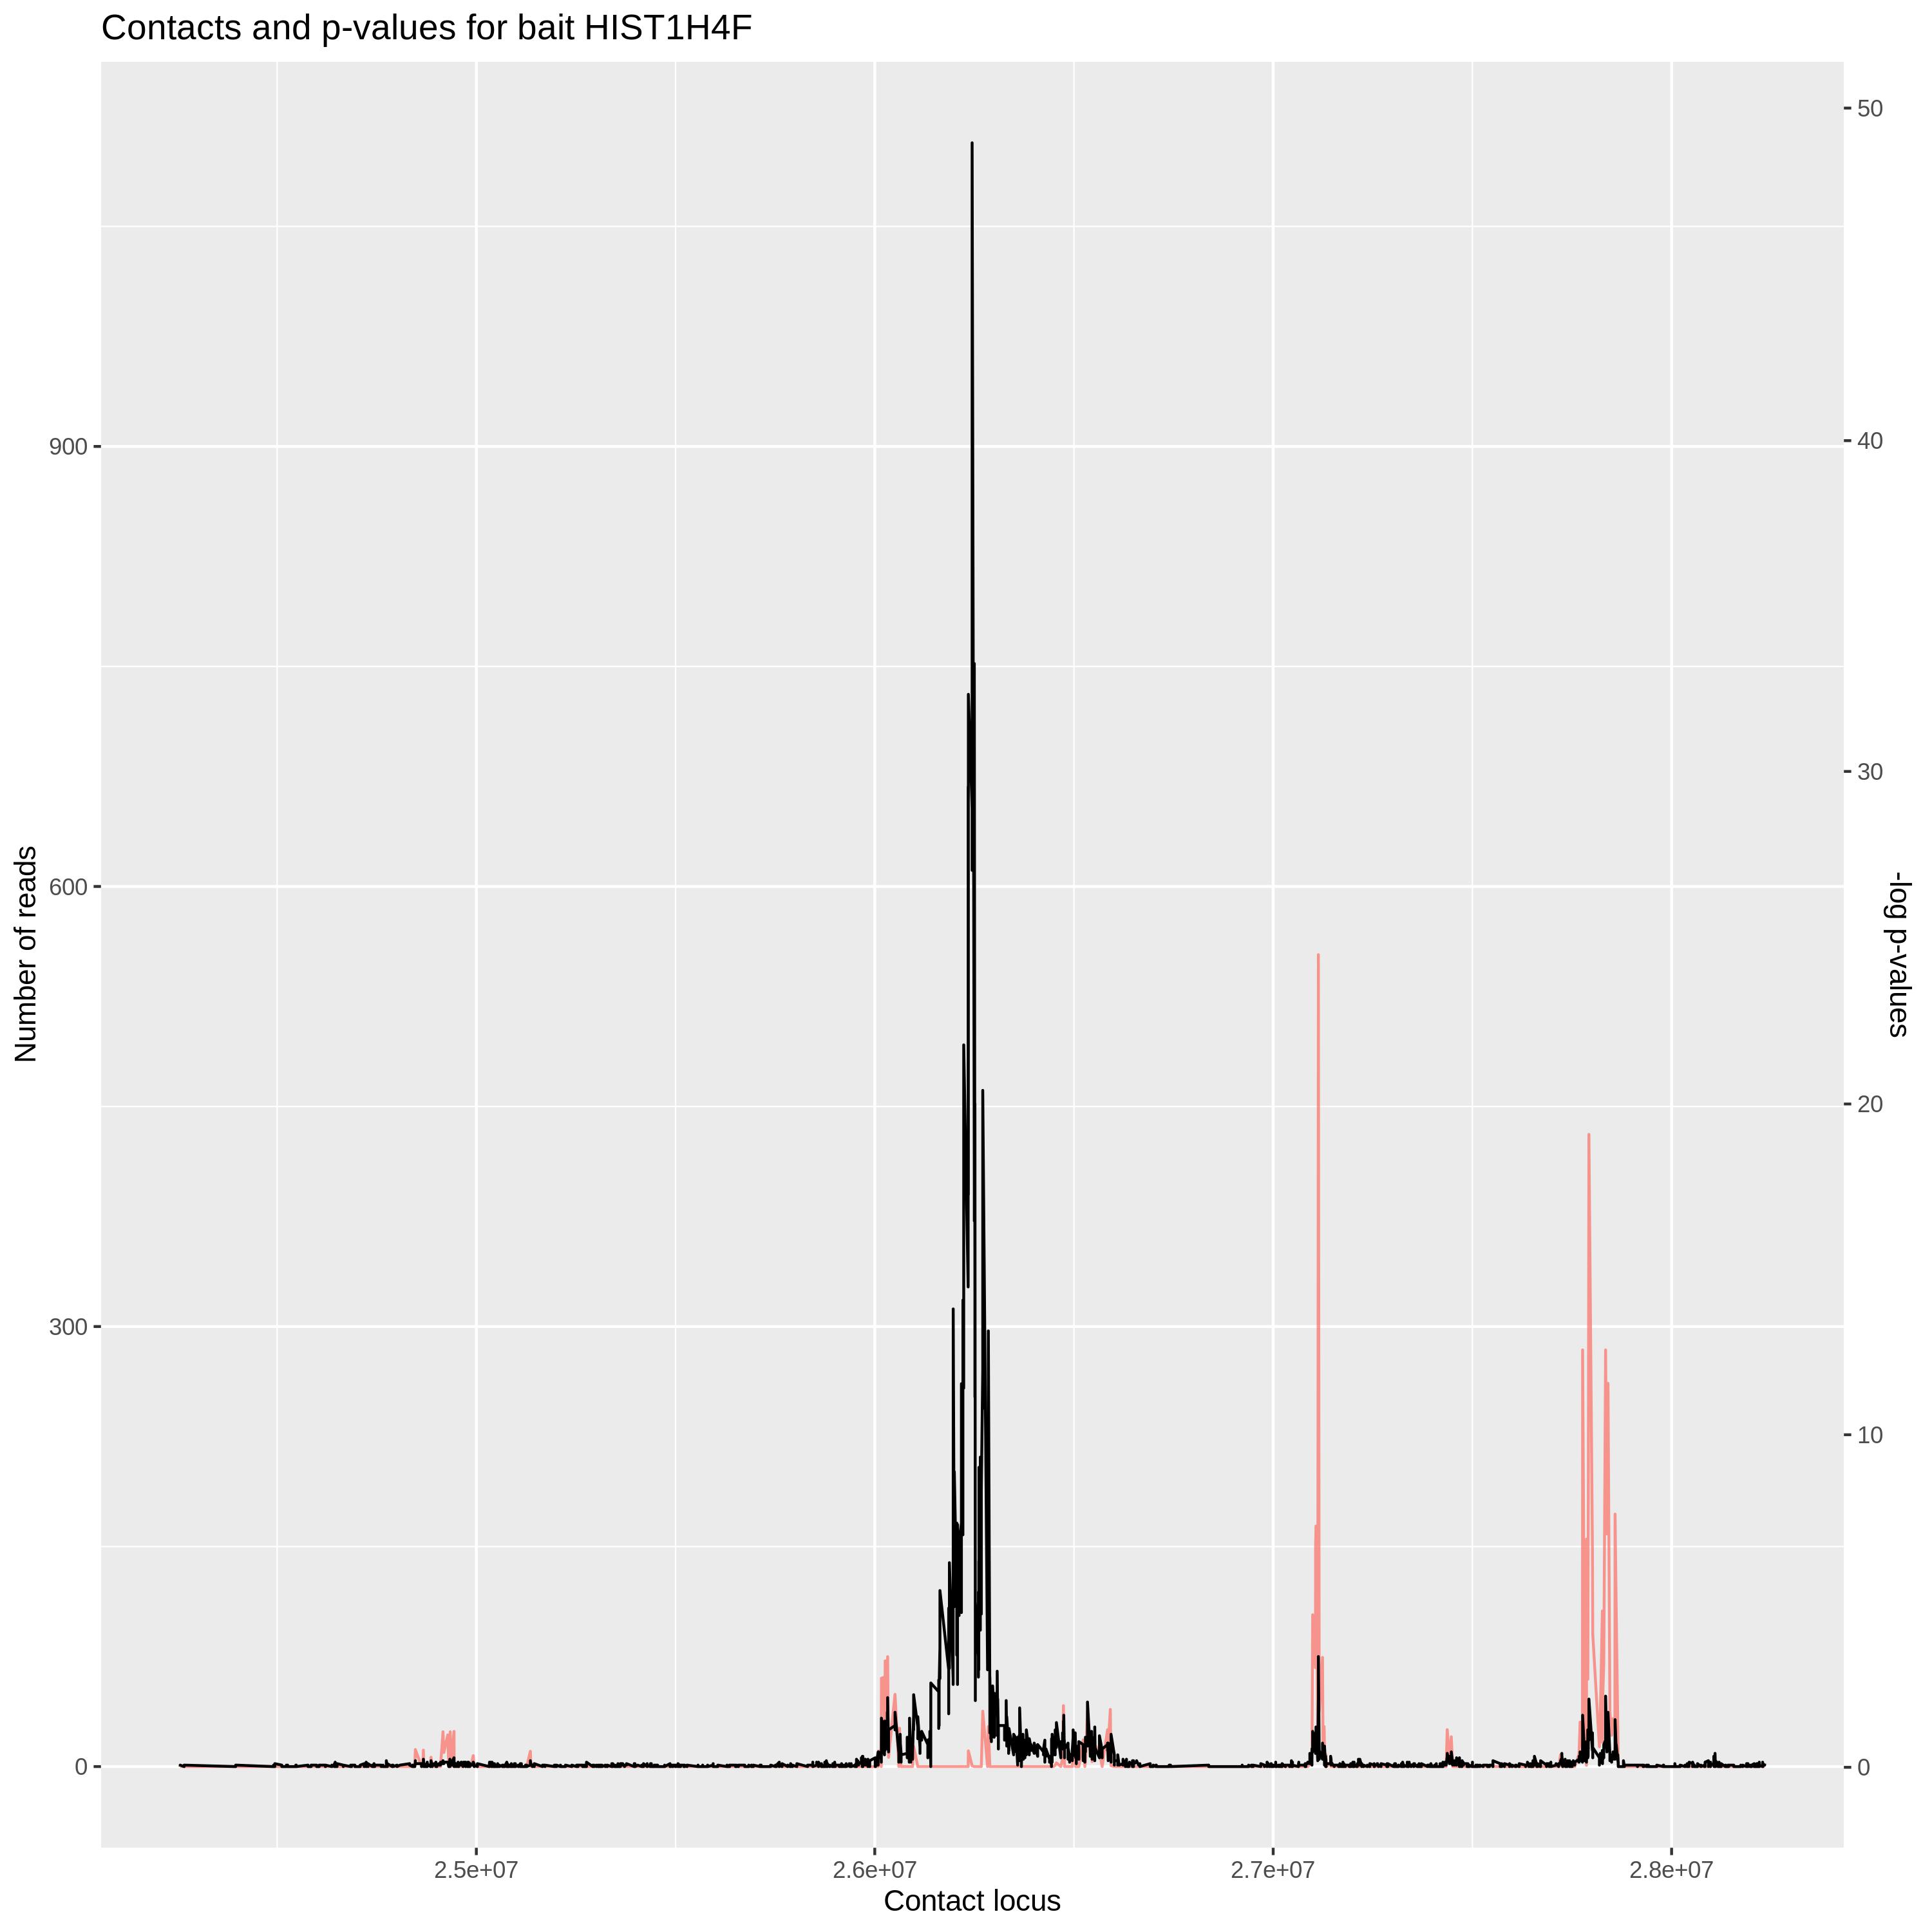 Contacts and p-values for bait HIST1H4F
50
40
900
30
600
Number of reads
-log p-values
20
300
10
0
0
2.5e+07
2.6e+07
2.7e+07
2.8e+07
Contact locus